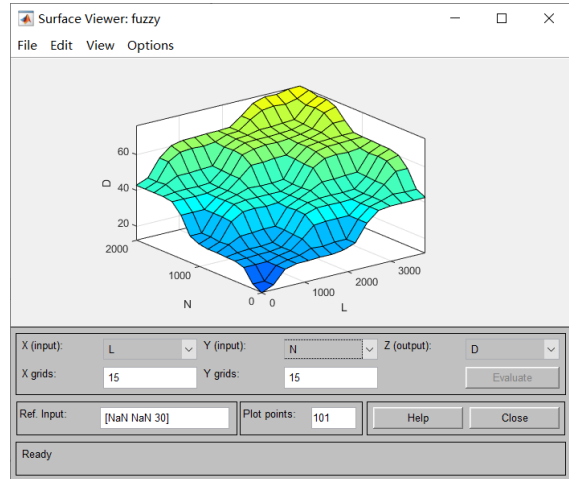 Surface Viewer: fuzzy
File Edit View Options
60
40
20
D
2000
1000
0
N
0
1000
2000
3000
L
X (input): L Y (input): N Z (output): D
X grids: 15 Y grids: 15 Evaluate
Ref. Input: [NaN NaN 30] Plot points: 101 Help Close
Ready